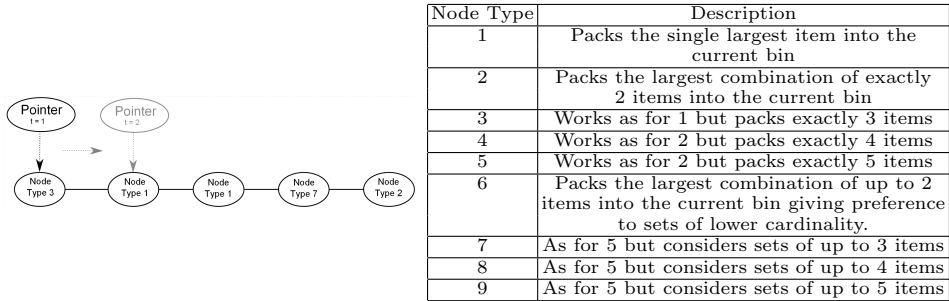 Pointer
t = 1
Pointer
t = 2
Node
Type 3
Node
Type 1
Node
Type 1
Node
Type 7
Node
Type 2
Node Type Description
1 Packs the single largest item into the
current bin
2 Packs the largest combination of exactly
2 items into the current bin
3 Works as for 1 but packs exactly 3 items
4 Works as for 2 but packs exactly 4 items
5 Works as for 2 but packs exactly 5 items
6 Packs the largest combination of up to 2
items into the current bin giving preference
to sets of lower cardinality.
7 As for 5 but considers sets of up to 3 items
8 As for 5 but considers sets of up to 4 items
9 As for 5 but considers sets of up to 5 items